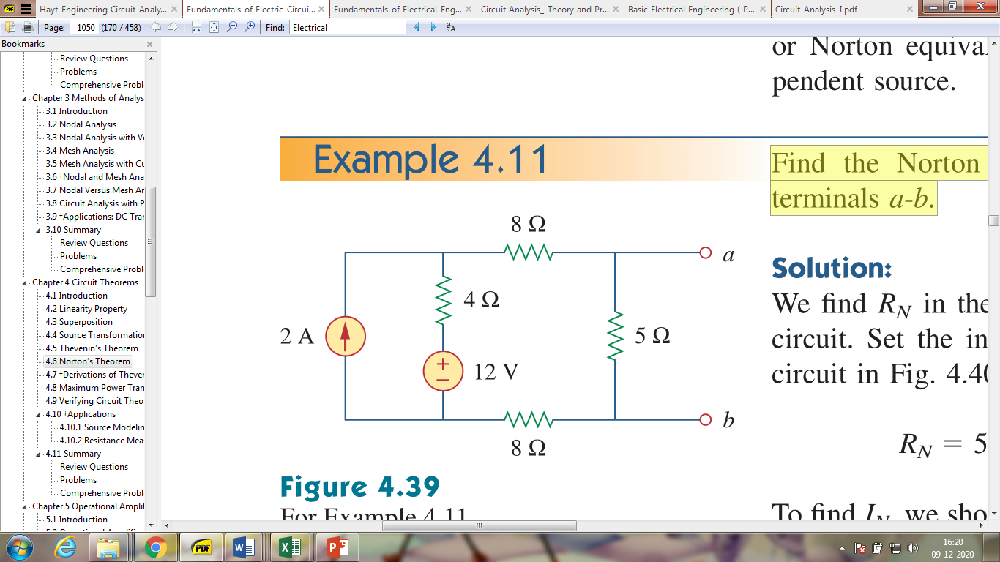 Hayt Engineering Circuit Analy...
Fundamentals of Electric Circui...
Fundamentals of Electrical Eng...
Circuit Analysis_ Theory and Pr...
Basic Electrical Engineering ( P...
Circuit-Analysis I.pdf
Page: 1050 (170 / 458)
Find: Electrical
Bookmarks
Review Questions
Problems
Comprehensive Probl
Chapter 3 Methods of Analys
3.1 Introduction
3.2 Nodal Analysis
3.3 Nodal Analysis with V
3.4 Mesh Analysis
3.5 Mesh Analysis with Cu
3.6 †Nodal and Mesh Ana
3.7 Nodal Versus Mesh Ar
3.8 Circuit Analysis with P
3.9 †Applications: DC Trar
3.10 Summary
Review Questions
Problems
Comprehensive Probl
Chapter 4 Circuit Theorems
4.1 Introduction
4.2 Linearity Property
4.3 Superposition
4.4 Source Transformatio
4.5 Thevenin's Theorem
4.6 Norton's Theorem
4.7 †Derivations of Thever
4.8 Maximum Power Tran
4.9 Verifying Circuit Theo
4.10 †Applications
4.10.1 Source Modelin
4.10.2 Resistance Mea
4.11 Summary
Review Questions
Problems
Comprehensive Probl
Chapter 5 Operational Amplif
5.1 Introduction
or Norton equiva
pendent source.
Example 4.11
Find the Norton
terminals a-b.
8 Ω
a
4 Ω
2 A
5 Ω
+
12 V
−
b
8 Ω
Figure 4.39
For Example 4.11
Solution:
We find R_N in the
circuit. Set the in
circuit in Fig. 4.40
R_N = 5
To find I_N, we sho
PDF
16:20
09-12-2020